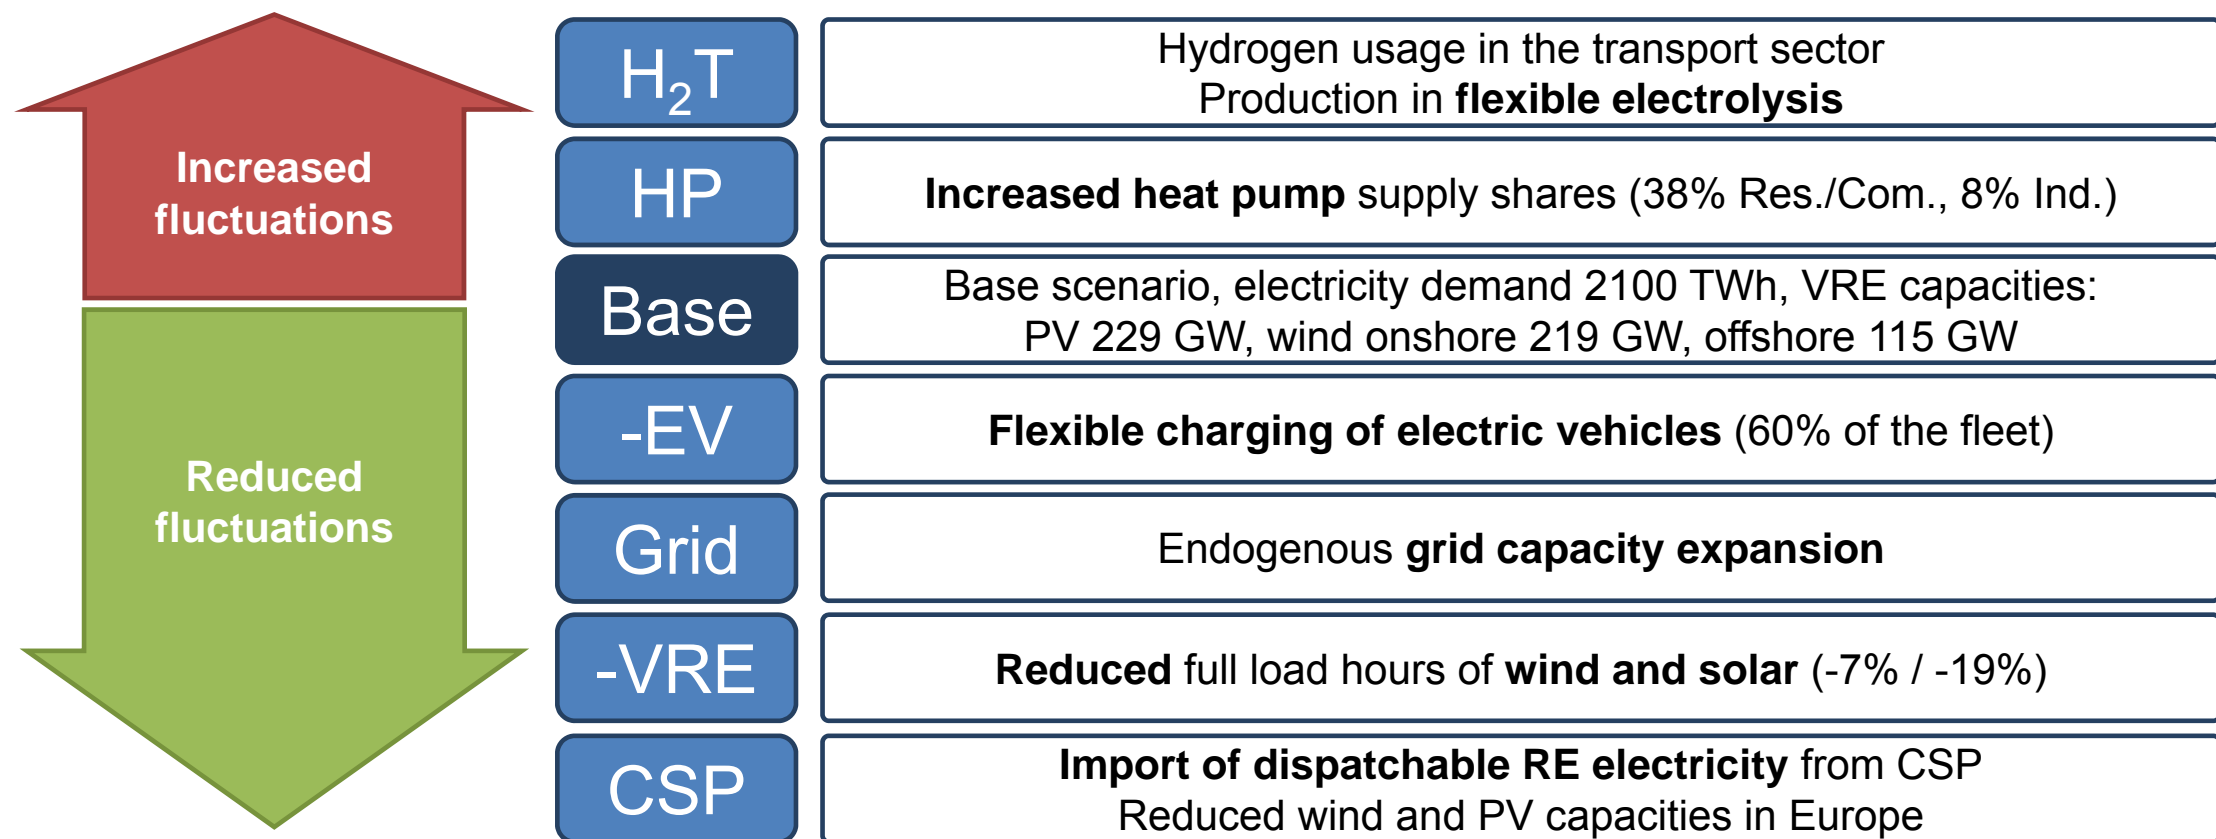 Increased
fluctuations
Reduced
fluctuations
H₂T
Hydrogen usage in the transport sector
Production in flexible electrolysis
HP
Increased heat pump supply shares (38% Res./Com., 8% Ind.)
Base
Base scenario, electricity demand 2100 TWh, VRE capacities:
PV 229 GW, wind onshore 219 GW, offshore 115 GW
-EV
Flexible charging of electric vehicles (60% of the fleet)
Grid
Endogenous grid capacity expansion
-VRE
Reduced full load hours of wind and solar (-7% / -19%)
CSP
Import of dispatchable RE electricity from CSP
Reduced wind and PV capacities in Europe